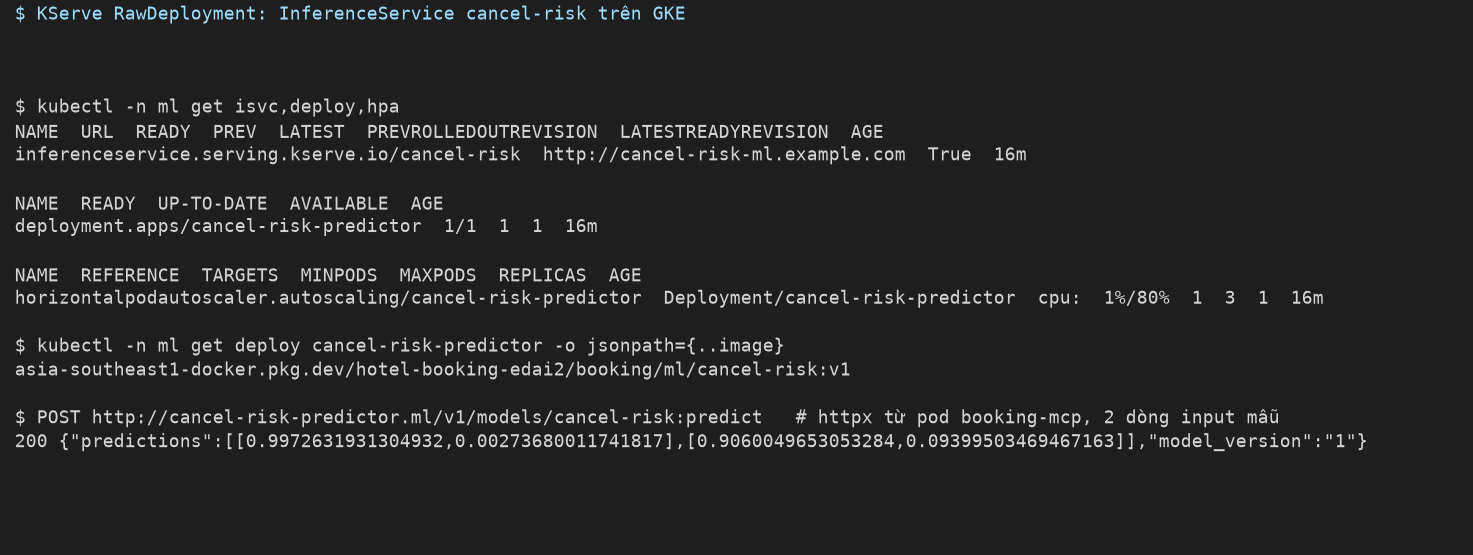 $ KServe RawDeployment: InferenceService cancel-risk trên GKE
$ kubectl -n ml get isvc,deploy,hpa
NAME  URL  READY  PREV  LATEST  PREVROLLEDOUTREVISION  LATESTREADYREVISION  AGE
inferenceservice.serving.kserve.io/cancel-risk  http://cancel-risk-ml.example.com  True  16m
NAME  READY  UP-TO-DATE  AVAILABLE  AGE
deployment.apps/cancel-risk-predictor  1/1  1  1  16m
NAME  REFERENCE  TARGETS  MINPODS  MAXPODS  REPLICAS  AGE
horizontalpodautoscaler.autoscaling/cancel-risk-predictor  Deployment/cancel-risk-predictor  cpu:  1%/80%  1  3  1  16m
$ kubectl -n ml get deploy cancel-risk-predictor -o jsonpath={..image}
asia-southeast1-docker.pkg.dev/hotel-booking-edai2/booking/ml/cancel-risk:v1
$ POST http://cancel-risk-predictor.ml/v1/models/cancel-risk:predict   # httpx từ pod booking-mcp, 2 dòng input mẫu
200 {"predictions":[[0.9972631931304932,0.00273680011741817],[0.9060049653053284,0.09399503469467163]],"model_version":"1"}